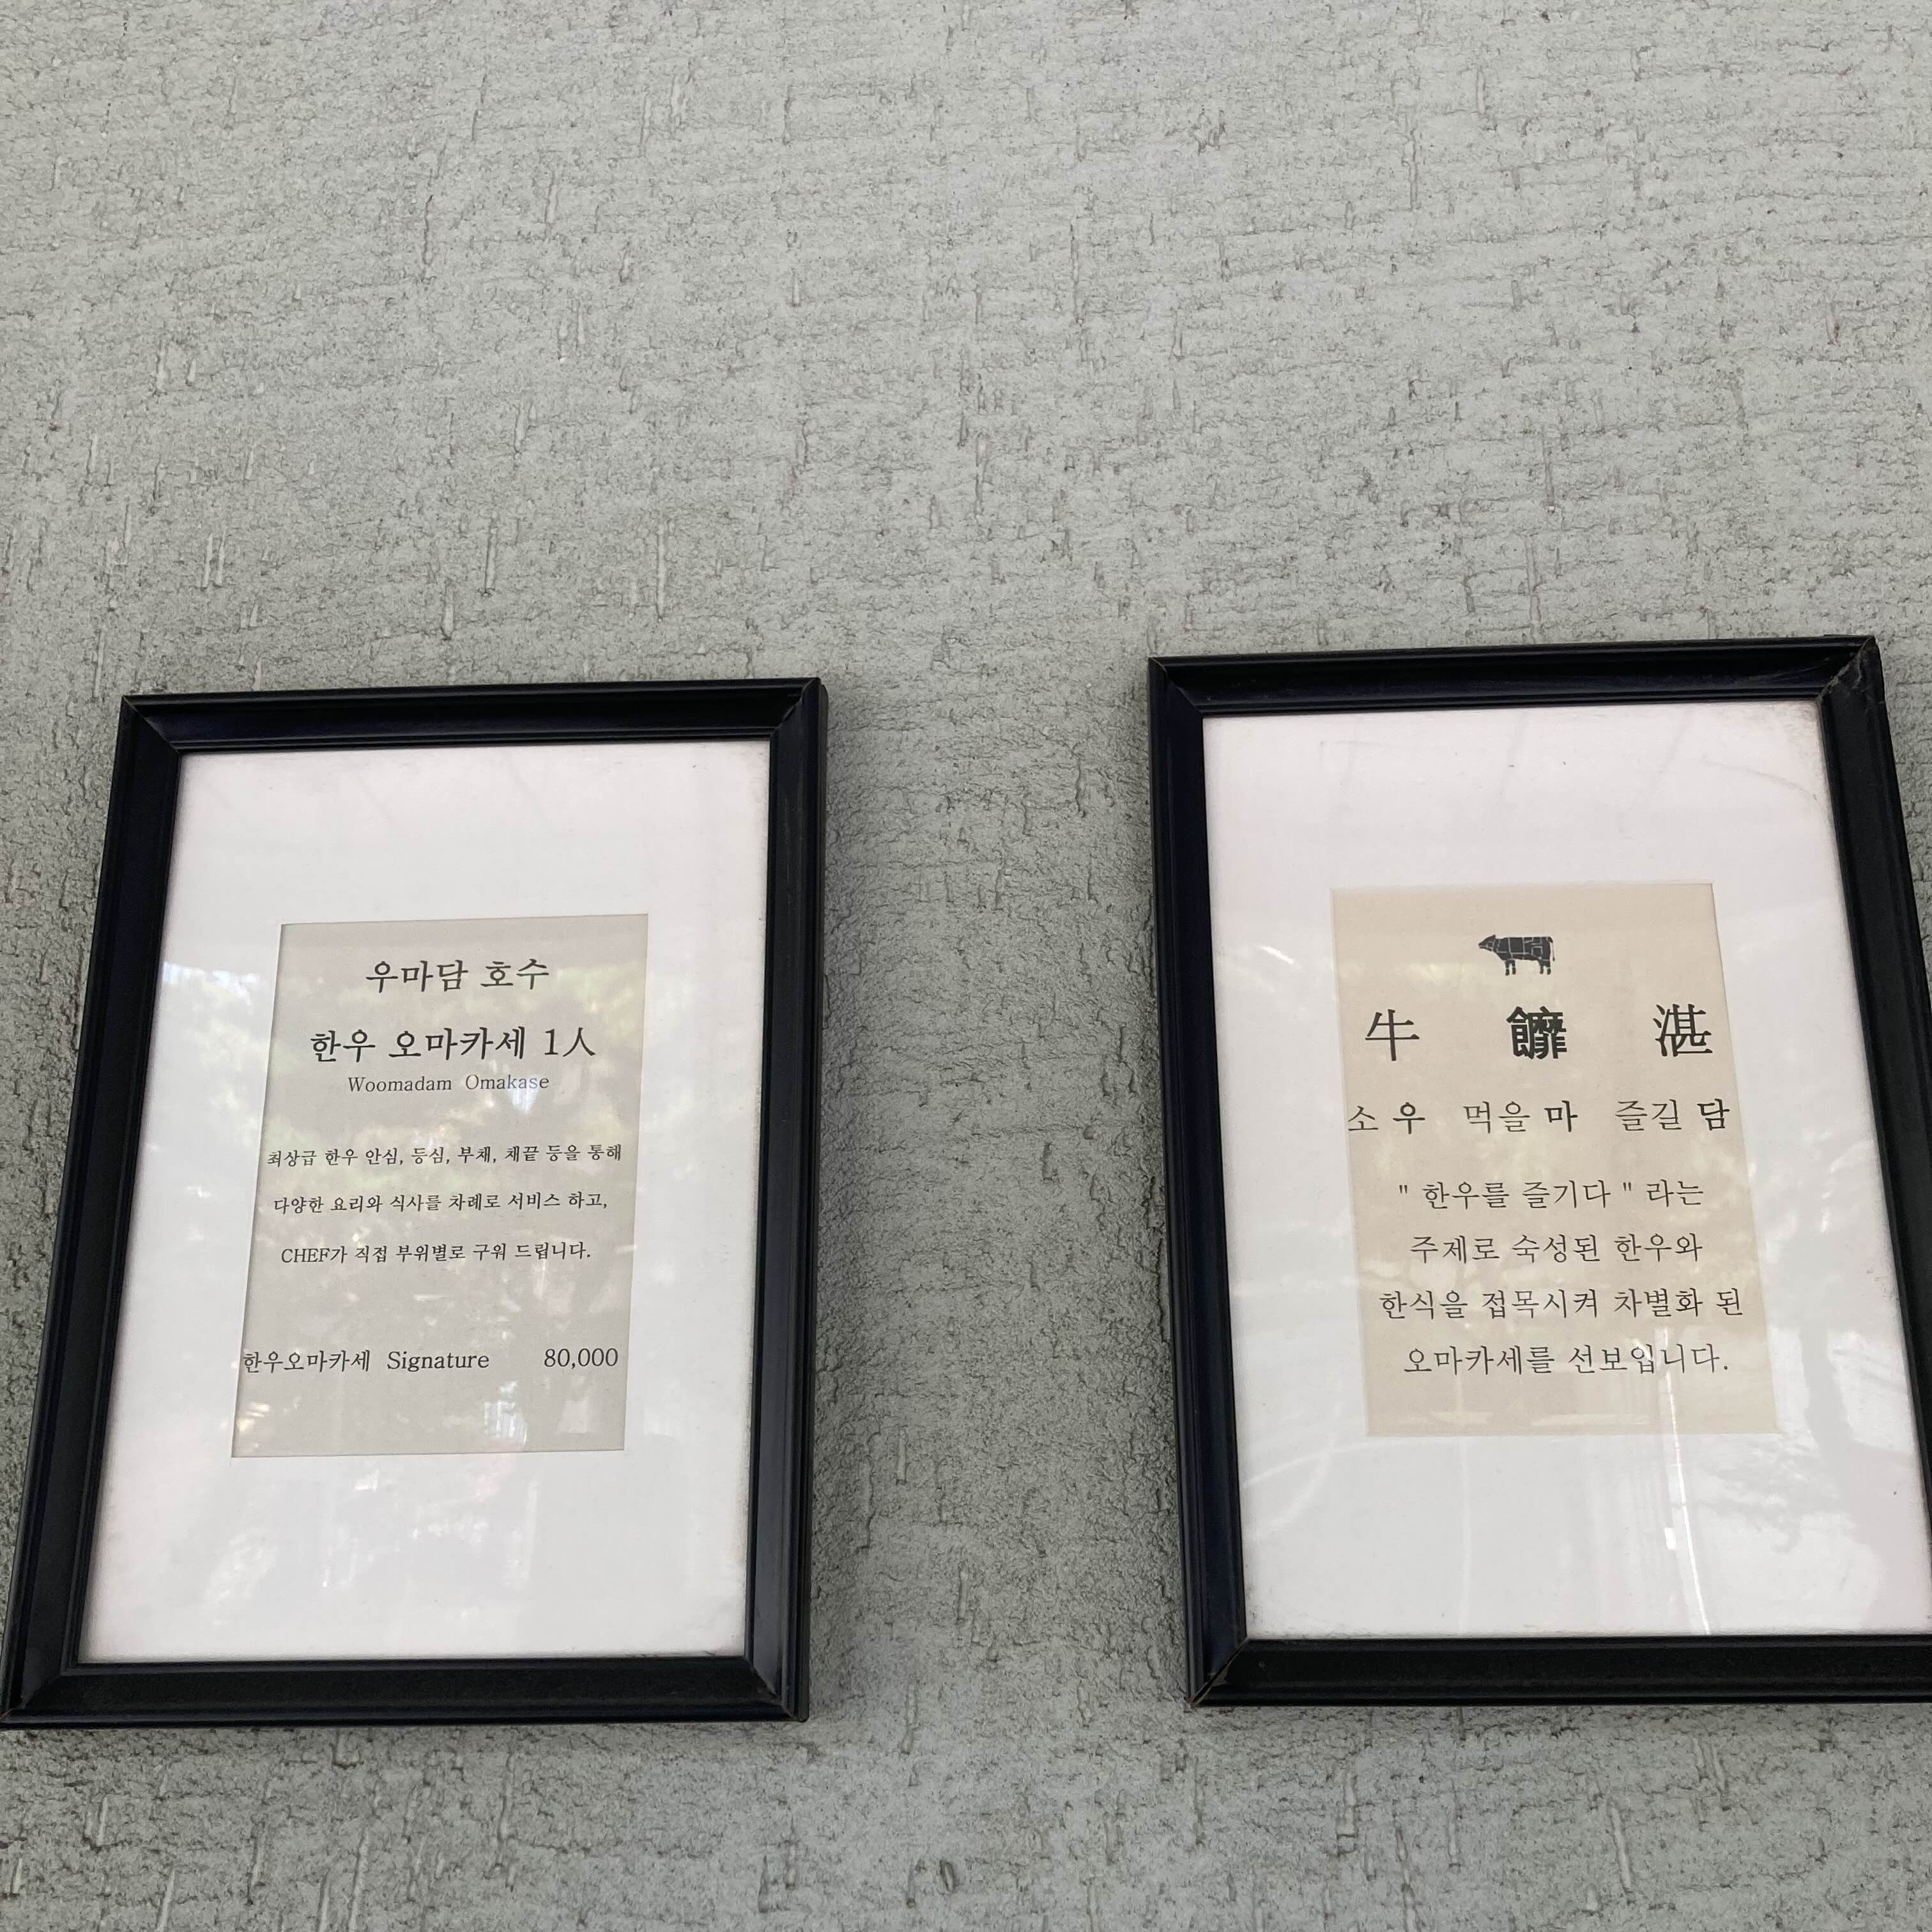 우마담 호수
한우 오마카세 1人
Woomadam Omakase
최상급 한우 안심, 등심, 부채, 채끝 등을 통해
다양한 요리와 식사를 차례로 서비스 하고,
CHEF가 직접 부위별로 구워 드립니다.
한우오마카세 Signature 80,000
牛 饝 湛
소 우 먹을 마 즐길 담
" 한우를 즐기다 " 라는
주제로 숙성된 한우와
한식을 접목시켜 차별화 된
오마카세를 선보입니다.